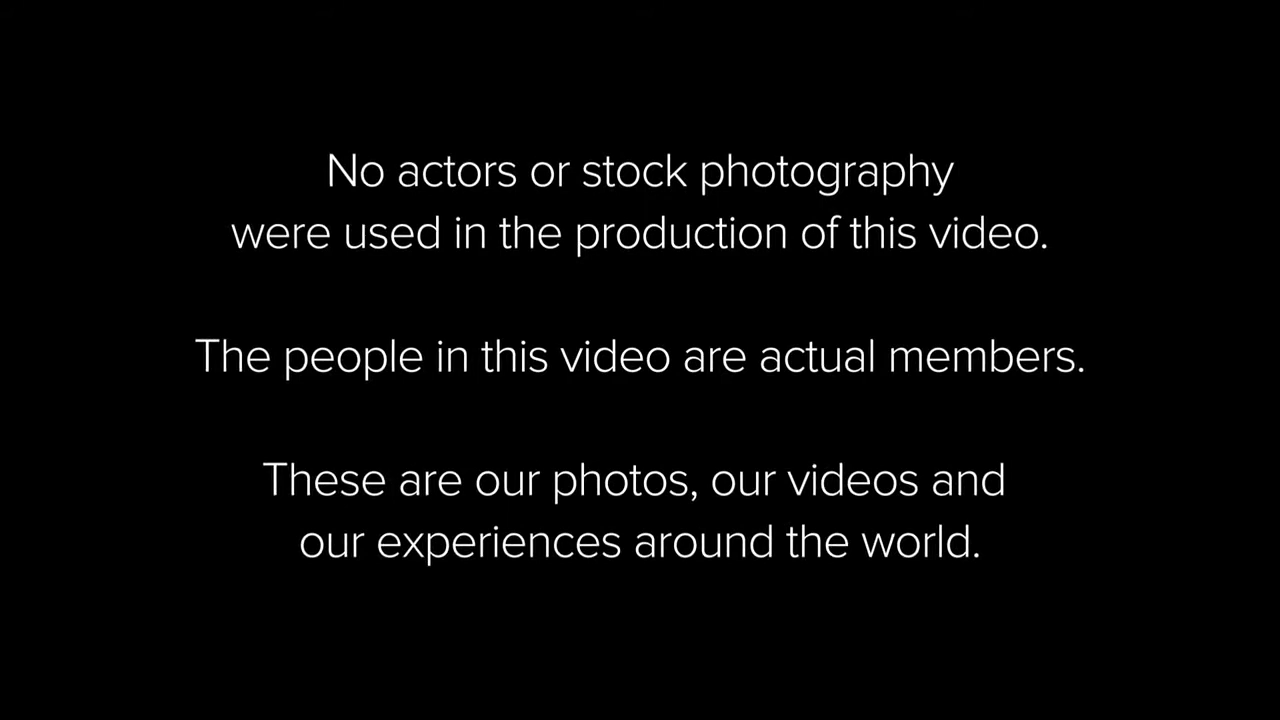 No actors or stock photography
were used in the production of this video.
The people in this video are actual members.
These are our photos, our videos and
our experiences around the world.